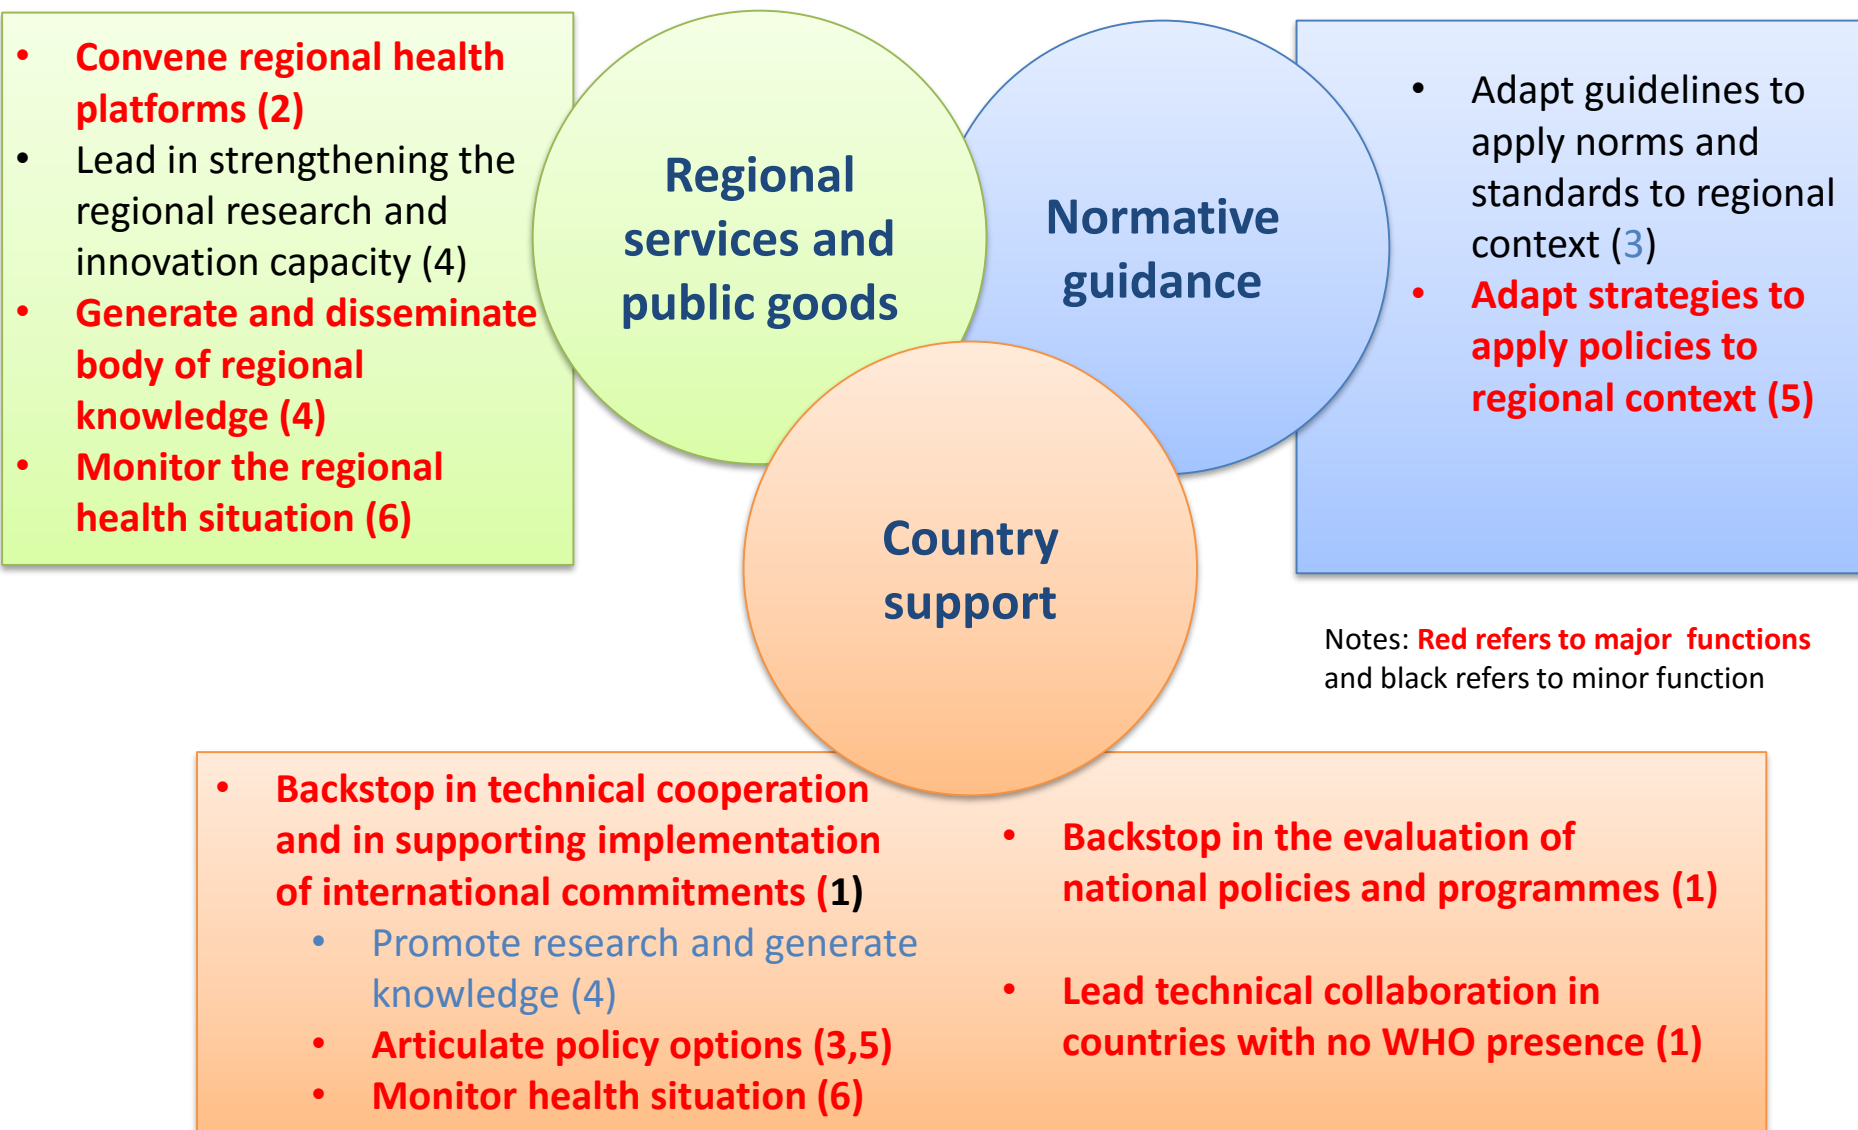 • Convene regional health
platforms (2)
• Lead in strengthening the
regional research and
innovation capacity (4)
• Generate and disseminate
body of regional
knowledge (4)
• Monitor the regional
health situation (6)
Regional
services and
public goods
Normative
guidance
• Adapt guidelines to
apply norms and
standards to regional
context (3)
• Adapt strategies to
apply policies to
regional context (5)
Country
support
Notes: Red refers to major  functions
and black refers to minor function
• Backstop in technical cooperation
and in supporting implementation
of international commitments (1)
• Promote research and generate
knowledge (4)
• Articulate policy options (3,5)
• Monitor health situation (6)
• Backstop in the evaluation of
national policies and programmes (1)
• Lead technical collaboration in
countries with no WHO presence (1)